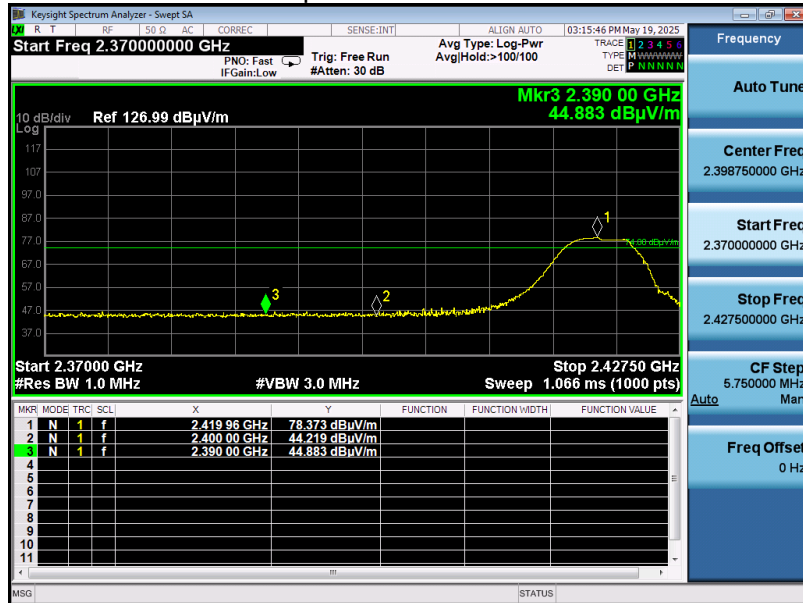 Keysight Spectrum Analyzer - Swept SA
LXI R T RF 50 Ω AC CORREC SENSE:INT ALIGN AUTO 03:15:46 PM May 19, 2025
Start Freq 2.370000000 GHz
PNO: Fast
IFGain:Low
Trig: Free Run
#Atten: 30 dB
Avg Type: Log-Pwr
Avg|Hold:>100/100
TRACE 1 2 3 4 5 6
TYPE M WWWWW
DET P N N N N N
Mkr3 2.390 00 GHz
44.883 dBµV/m
10 dB/div Ref 126.99 dBµV/m
Log
117
107
97.0
87.0
77.0
67.0
57.0
47.0
37.0
1
2
3
74.00 dBµV/m
Start 2.37000 GHz Stop 2.42750 GHz
#Res BW 1.0 MHz #VBW 3.0 MHz Sweep 1.066 ms (1000 pts)
MKR MODE TRC SCL X Y FUNCTION FUNCTION WIDTH FUNCTION VALUE
1 N 1 f 2.419 96 GHz 78.373 dBµV/m
2 N 1 f 2.400 00 GHz 44.219 dBµV/m
3 N 1 f 2.390 00 GHz 44.883 dBµV/m
4
5
6
7
8
9
10
11
MSG STATUS
Frequency
Auto Tune
Center Freq
2.398750000 GHz
Start Freq
2.370000000 GHz
Stop Freq
2.427500000 GHz
CF Step
5.750000 MHz
Auto Man
Freq Offset
0 Hz